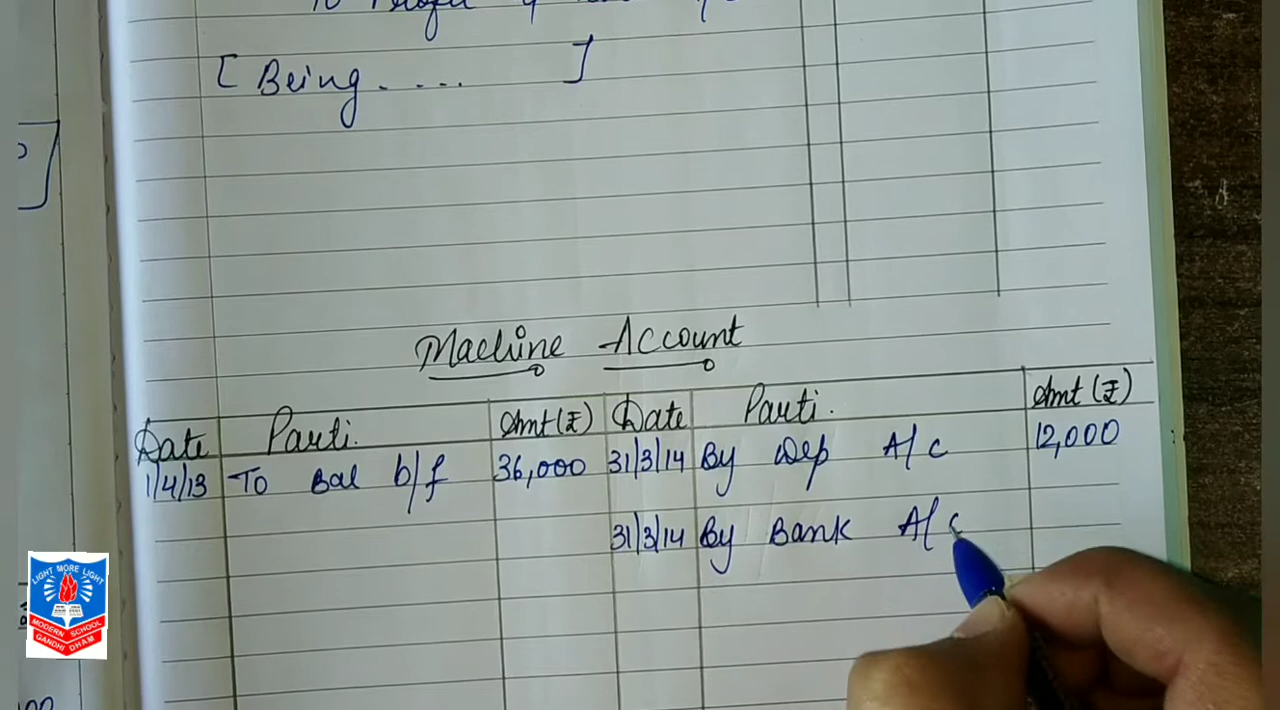 [ Being.... ]
Machine Account
Date Parti. Amt (₹) Date Parti. Amt (₹)
1/4/13 To Bal b/f 36,000 31/3/14 By Dep A/c 12,000
31/3/14 By Bank A/c
LIGHT MORE LIGHT
MODERN SCHOOL
GANDHIDHAM